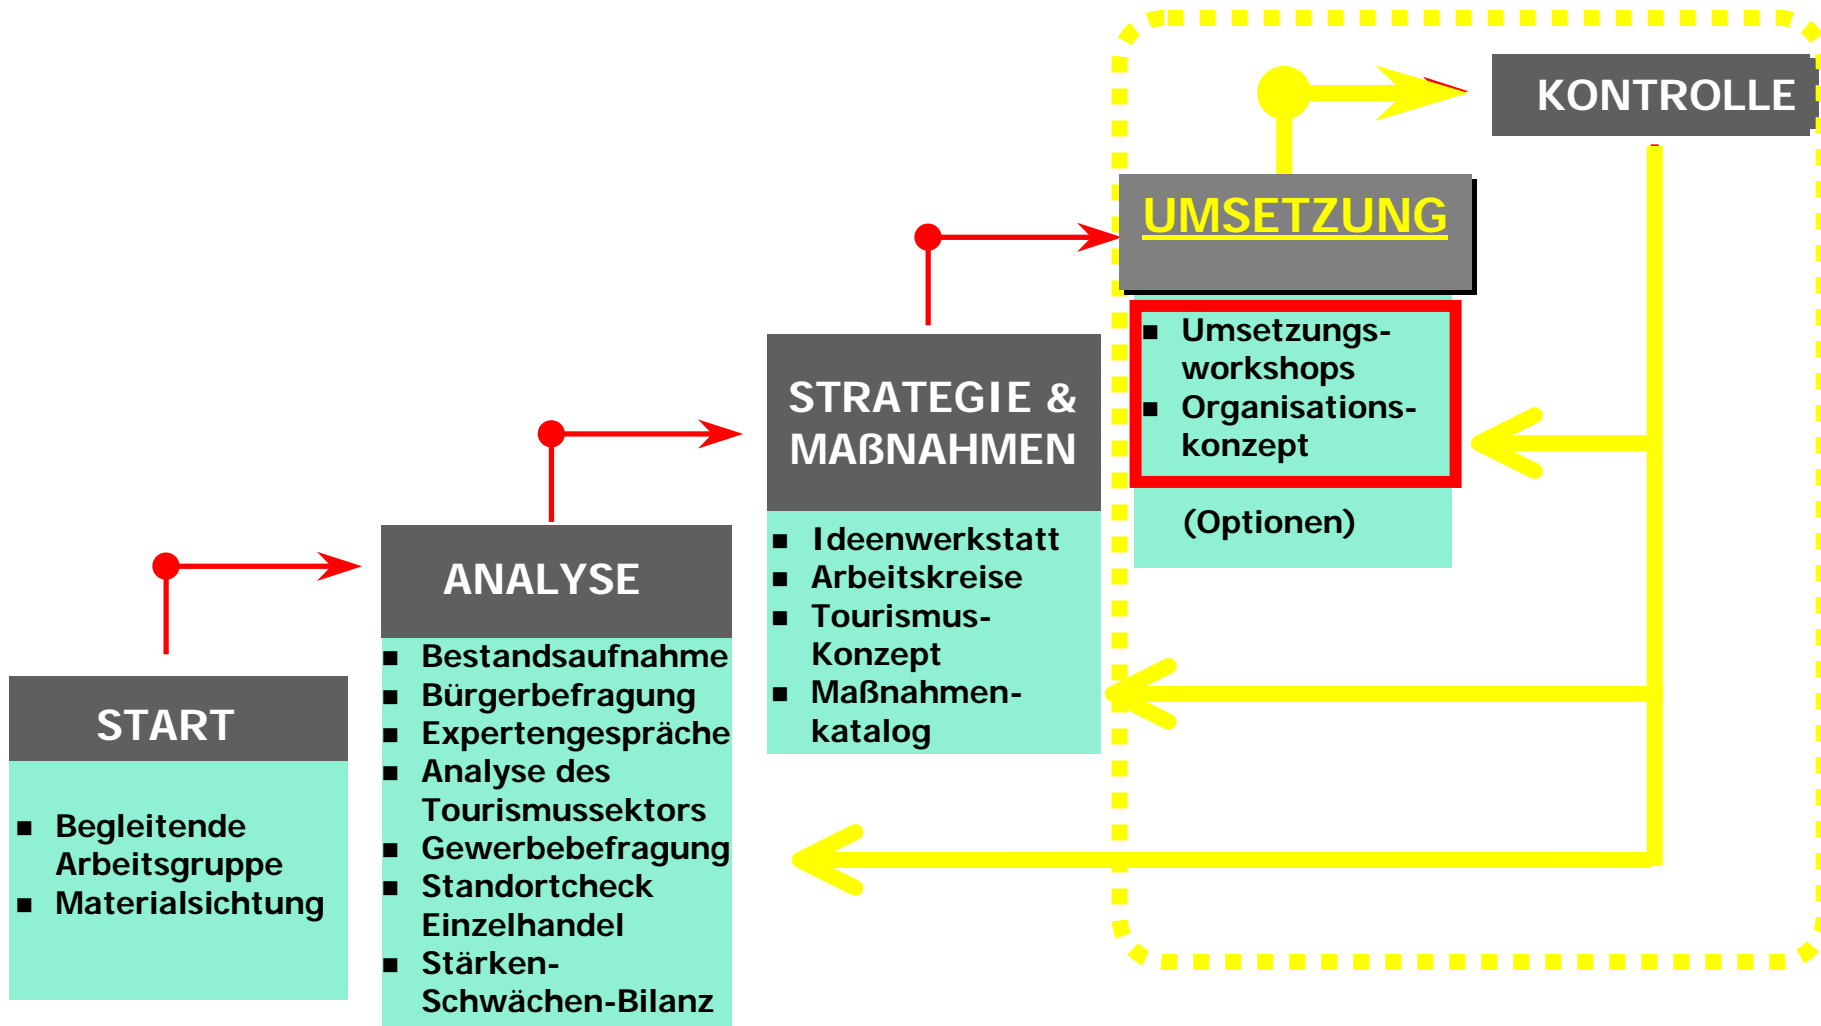 START
■ Begleitende
Arbeitsgruppe
■ Materialsichtung
ANALYSE
■ Bestandsaufnahme
■ Bürgerbefragung
■ Expertengespräche
■ Analyse des
Tourismussektors
■ Gewerbebefragung
■ Standortcheck
Einzelhandel
■ Stärken-
Schwächen-Bilanz
STRATEGIE &
MAßNAHMEN
■ Ideenwerkstatt
■ Arbeitskreise
■ Tourismus-
Konzept
■ Maßnahmen-
katalog
UMSETZUNG
■ Umsetzungs-
workshops
■ Organisations-
konzept
(Optionen)
KONTROLLE